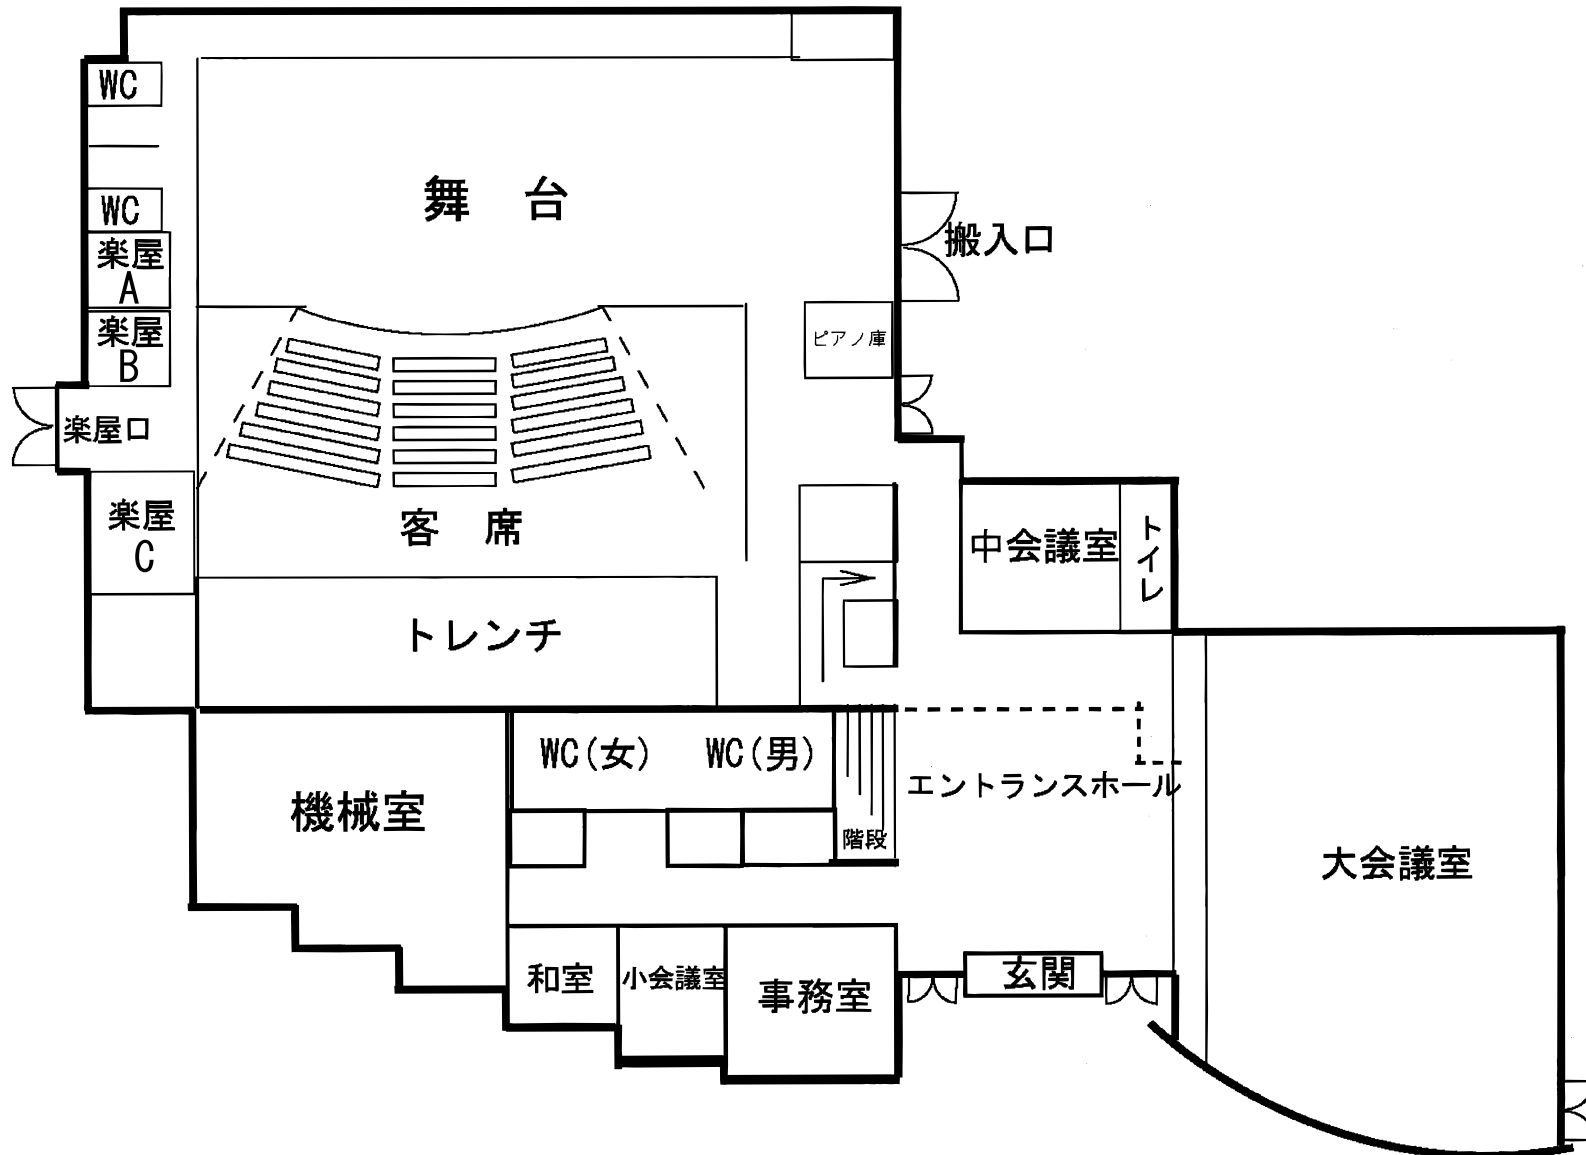 WC
舞 台
WC
搬入口
楽屋
A
楽屋
B
ピアノ庫
楽屋口
楽屋
C
客 席
中会議室
トイレ
トレンチ
WC(女)
WC(男)
エントランスホール
機械室
階段
大会議室
和室
小会議室
事務室
玄関